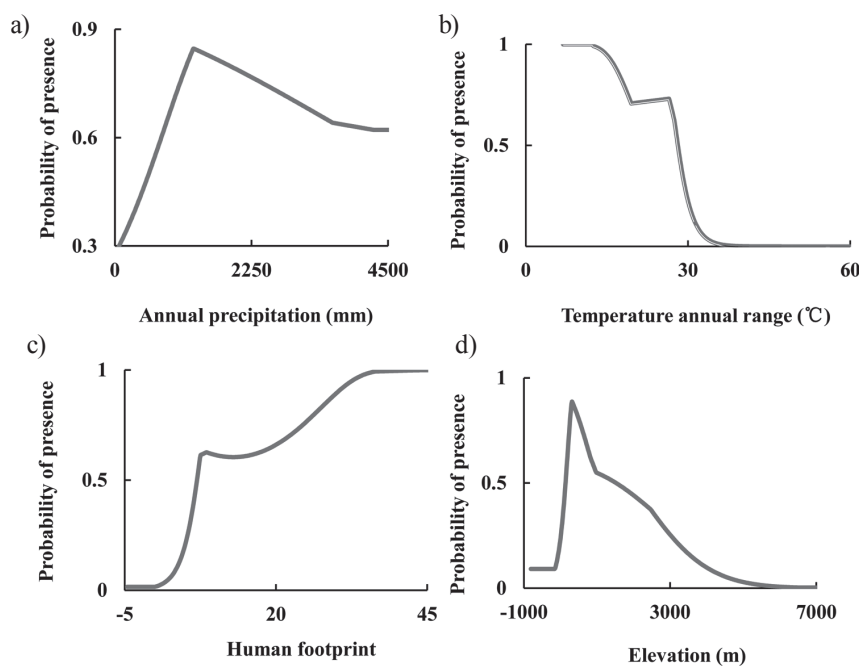 a)
Probability of presence
0.9
0.6
0.3
0
2250
4500
Annual precipitation (mm)
b)
Probability of presence
1
0.5
0
0
30
60
Temperature annual range (℃)
c)
Probability of presence
1
0.5
0
-5
20
45
Human footprint
d)
Probability of presence
1
0.5
0
-1000
3000
7000
Elevation (m)